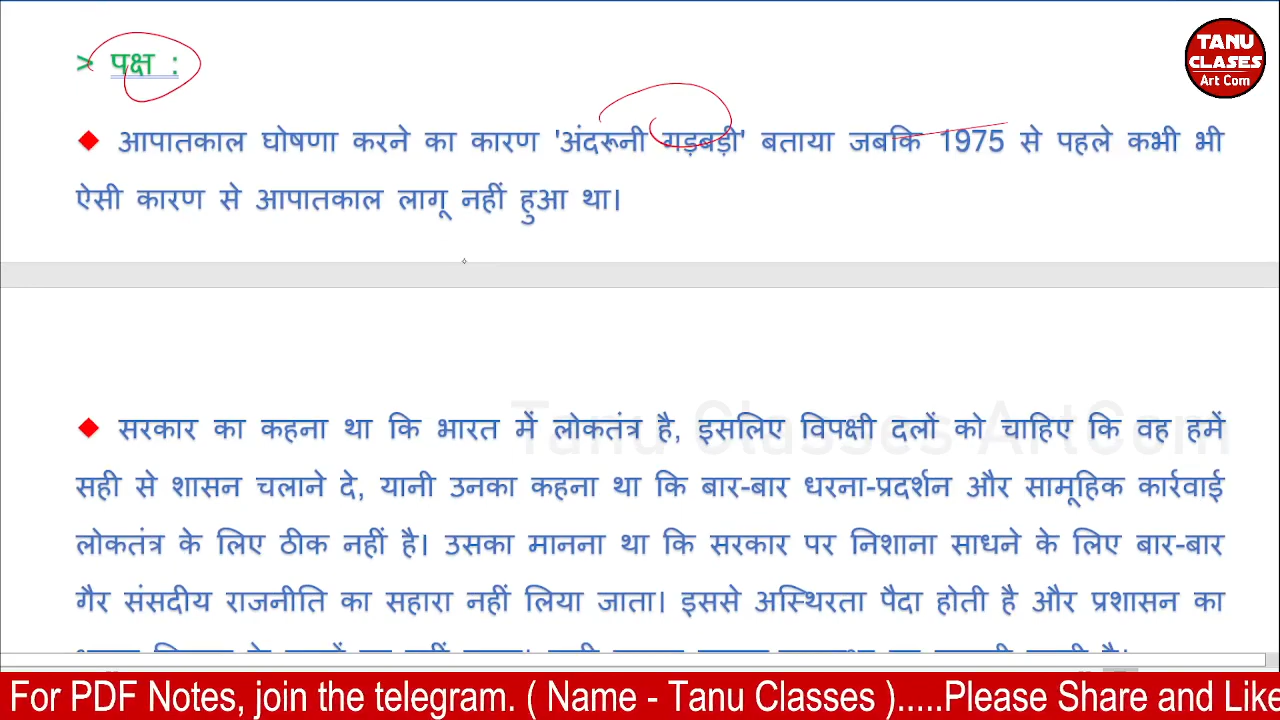 TANU
CLASES
Art Com
> पक्ष :
◆ आपातकाल घोषणा करने का कारण 'अंदरूनी गड़बड़ी' बताया जबकि 1975 से पहले कभी भी
ऐसी कारण से आपातकाल लागू नहीं हुआ था।
Tanu Classes ArtCom
◆ सरकार का कहना था कि भारत में लोकतंत्र है, इसलिए विपक्षी दलों को चाहिए कि वह हमें
सही से शासन चलाने दे, यानी उनका कहना था कि बार-बार धरना-प्रदर्शन और सामूहिक कार्रवाई
लोकतंत्र के लिए ठीक नहीं है। उसका मानना था कि सरकार पर निशाना साधने के लिए बार-बार
गैर संसदीय राजनीति का सहारा नहीं लिया जाता। इससे अस्थिरता पैदा होती है और प्रशासन का
For PDF Notes, join the telegram. ( Name - Tanu Classes ).....Please Share and Like